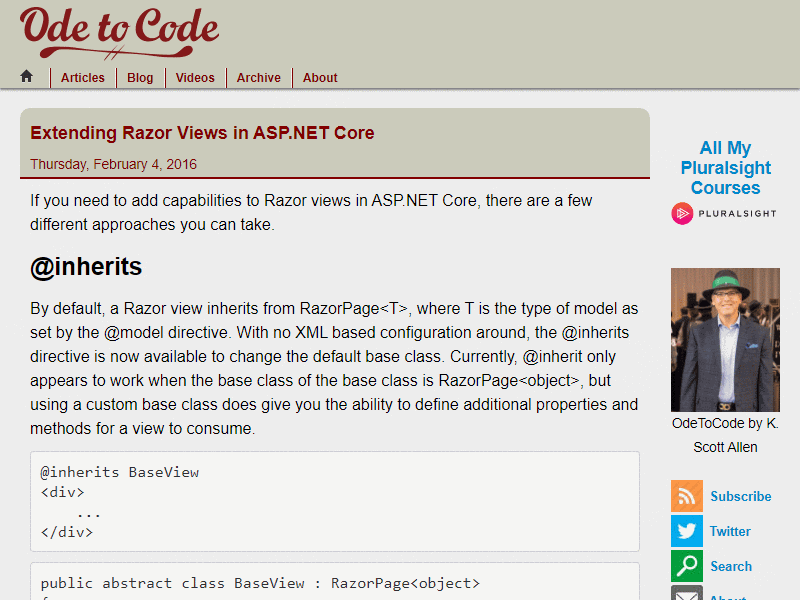 Ode to Code
Articles
Blog
Videos
Archive
About
Extending Razor Views in ASP.NET Core
Thursday, February 4, 2016
If you need to add capabilities to Razor views in ASP.NET Core, there are a few
different approaches you can take.
@inherits
By default, a Razor view inherits from RazorPage<T>, where T is the type of model as
set by the @model directive. With no XML based configuration around, the @inherits
directive is now available to change the default base class. Currently, @inherit only
appears to work when the base class of the base class is RazorPage<object>, but
using a custom base class does give you the ability to define additional properties and
methods for a view to consume.
@inherits BaseView
<div>
    ...
</div>
public abstract class BaseView : RazorPage<object>
All My
Pluralsight
Courses
PLURALSIGHT
OdeToCode by K.
Scott Allen
Subscribe
Twitter
Search
About